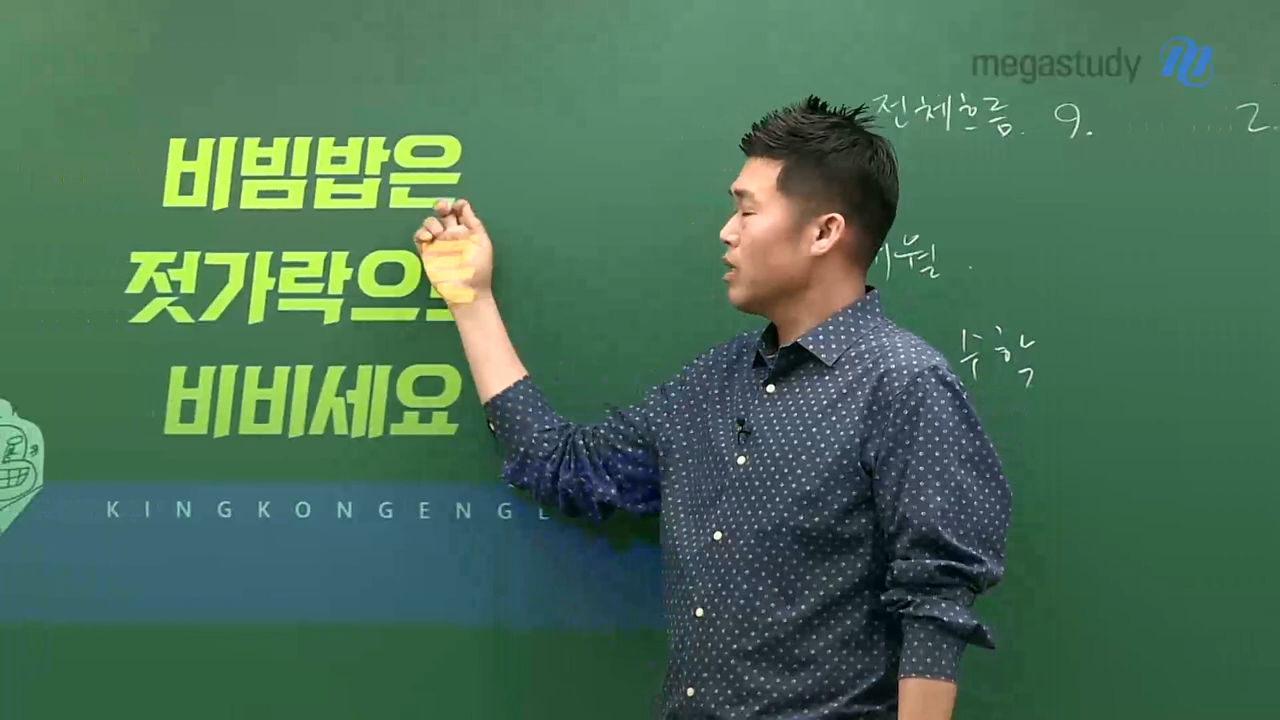 megastudy
전체흐름. 9. ........ 2.
비빔밥은
젓가락으
비비세요
월.
수학
KINGKONGENGL